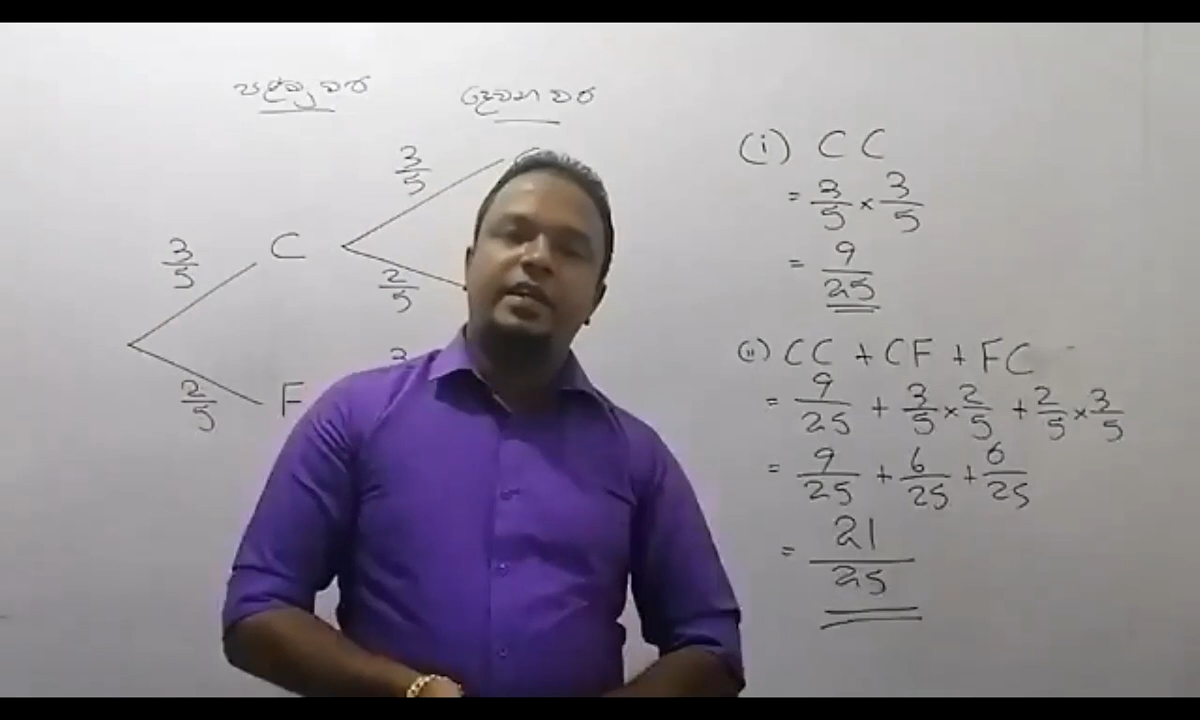 පළමු වර
දෙවන වර
3/5
C
3/5
2/5
C
2/5
F
(i) C C
= 3/5 × 3/5
= 9/25
(ii) CC + CF + FC
= 9/25 + 3/5 × 2/5 + 2/5 × 3/5
= 9/25 + 6/25 + 6/25
= 21/25